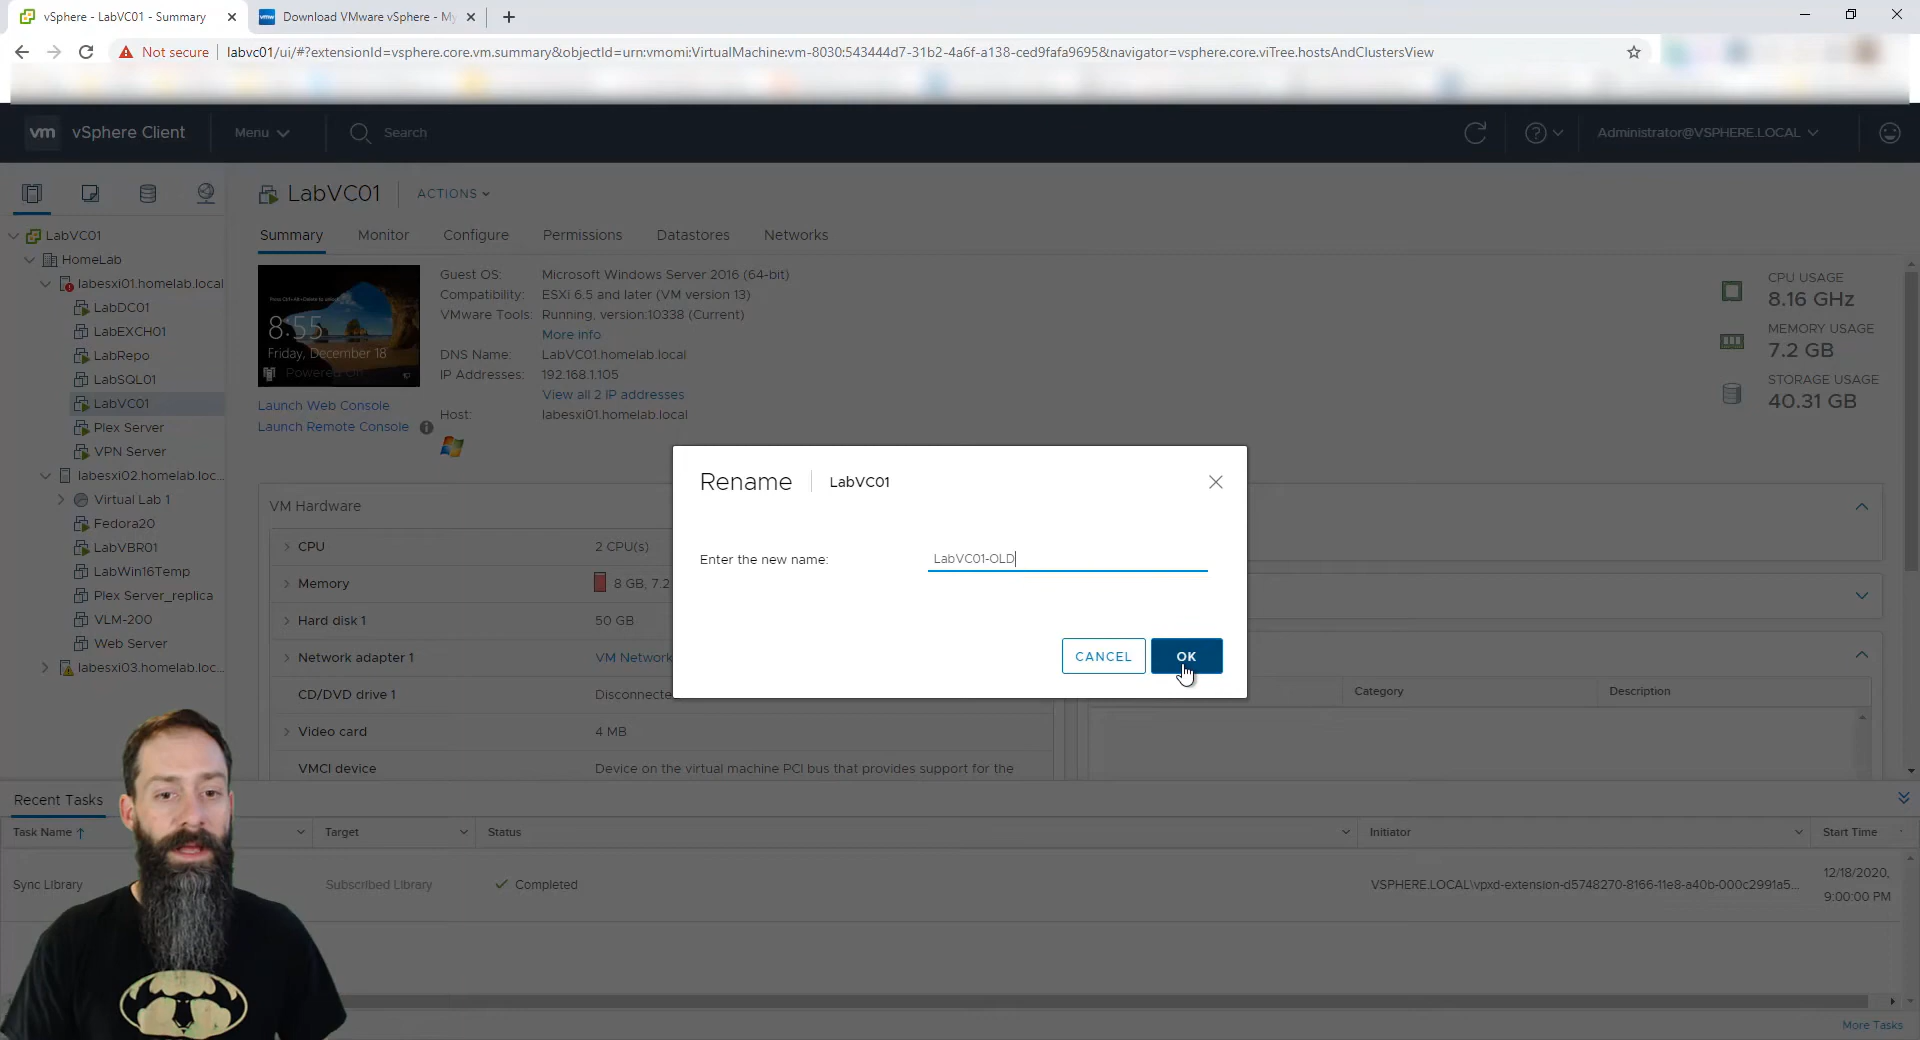 vSphere - LabVC01 - Summary
Download VMware vSphere - My
Not secure
labvc01/ui/#?extensionId=vsphere.core.vm.summary&objectId=urn:vmomi:VirtualMachine:vm-8030:543444d7-31b2-4a6f-a138-ced9fafa9695&navigator=vsphere.core.viTree.hostsAndClustersView
vm vSphere Client Menu Search Administrator@VSPHERE.LOCAL
LabVC01 ACTIONS
Summary Monitor Configure Permissions Datastores Networks
LabVC01
HomeLab
labesxi01.homelab.local
LabDC01
LabEXCH01
LabRepo
LabSQL01
LabVC01
Plex Server
VPN Server
labesxi02.homelab.loc...
Virtual Lab 1
Fedora20
LabVBR01
LabWin16Temp
Plex Server_replica
VLM-200
Web Server
labesxi03.homelab.loc...
8:55
Friday, December 18
Powered On
Launch Web Console
Launch Remote Console
Guest OS: Microsoft Windows Server 2016 (64-bit)
Compatibility: ESXi 6.5 and later (VM version 13)
VMware Tools: Running, version:10338 (Current)
More info
DNS Name: LabVC01.homelab.local
IP Addresses: 192.168.1.105
View all 2 IP addresses
Host: labesxi01.homelab.local
CPU USAGE
8.16 GHz
MEMORY USAGE
7.2 GB
STORAGE USAGE
40.31 GB
VM Hardware
CPU 2 CPU(s)
Memory 8 GB, 7.2
Hard disk 1 50 GB
Network adapter 1 VM Network
CD/DVD drive 1 Disconnecte
Video card 4 MB
VMCI device Device on the virtual machine PCI bus that provides support for the
Rename LabVC01
Enter the new name: LabVC01-OLD
CANCEL OK
Category Description
Recent Tasks
Task Name Target Status Initiator Start Time
Sync Library Subscribed Library Completed VSPHERE.LOCAL\vpxd-extension-d5748270-8166-11e8-a40b-000c2991a5... 12/18/2020,
9:00:00 PM
More Tasks